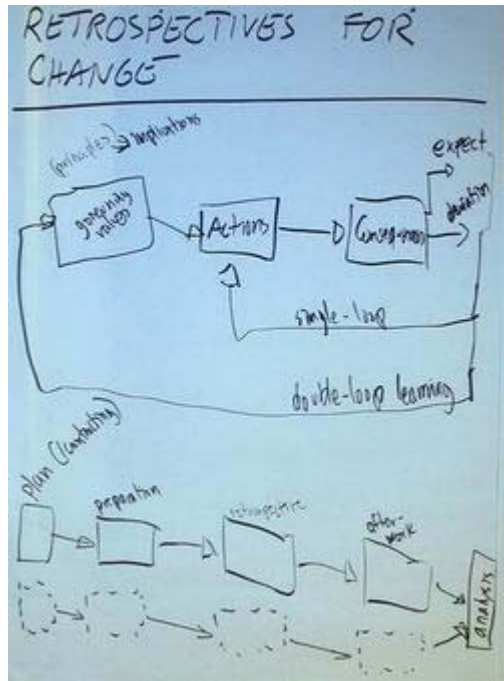 RETROSPECTIVES FOR
CHANGE
(principles) implications
expect
governing
values
Actions
Consequences
deviation
single-loop
double-loop learning
plan (contracting)
preparation
retrospective
after-
work
analysis